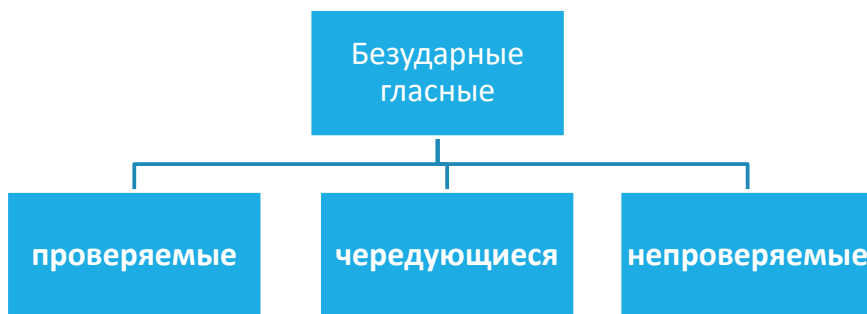 Безударные
гласные
проверяемые
чередующиеся
непроверяемые